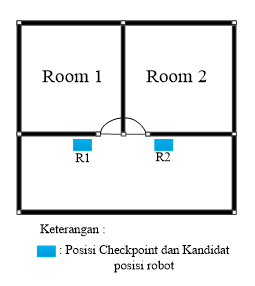 Room 1
Room 2
R1
R2
Keterangan :
: Posisi Checkpoint dan Kandidat
posisi robot